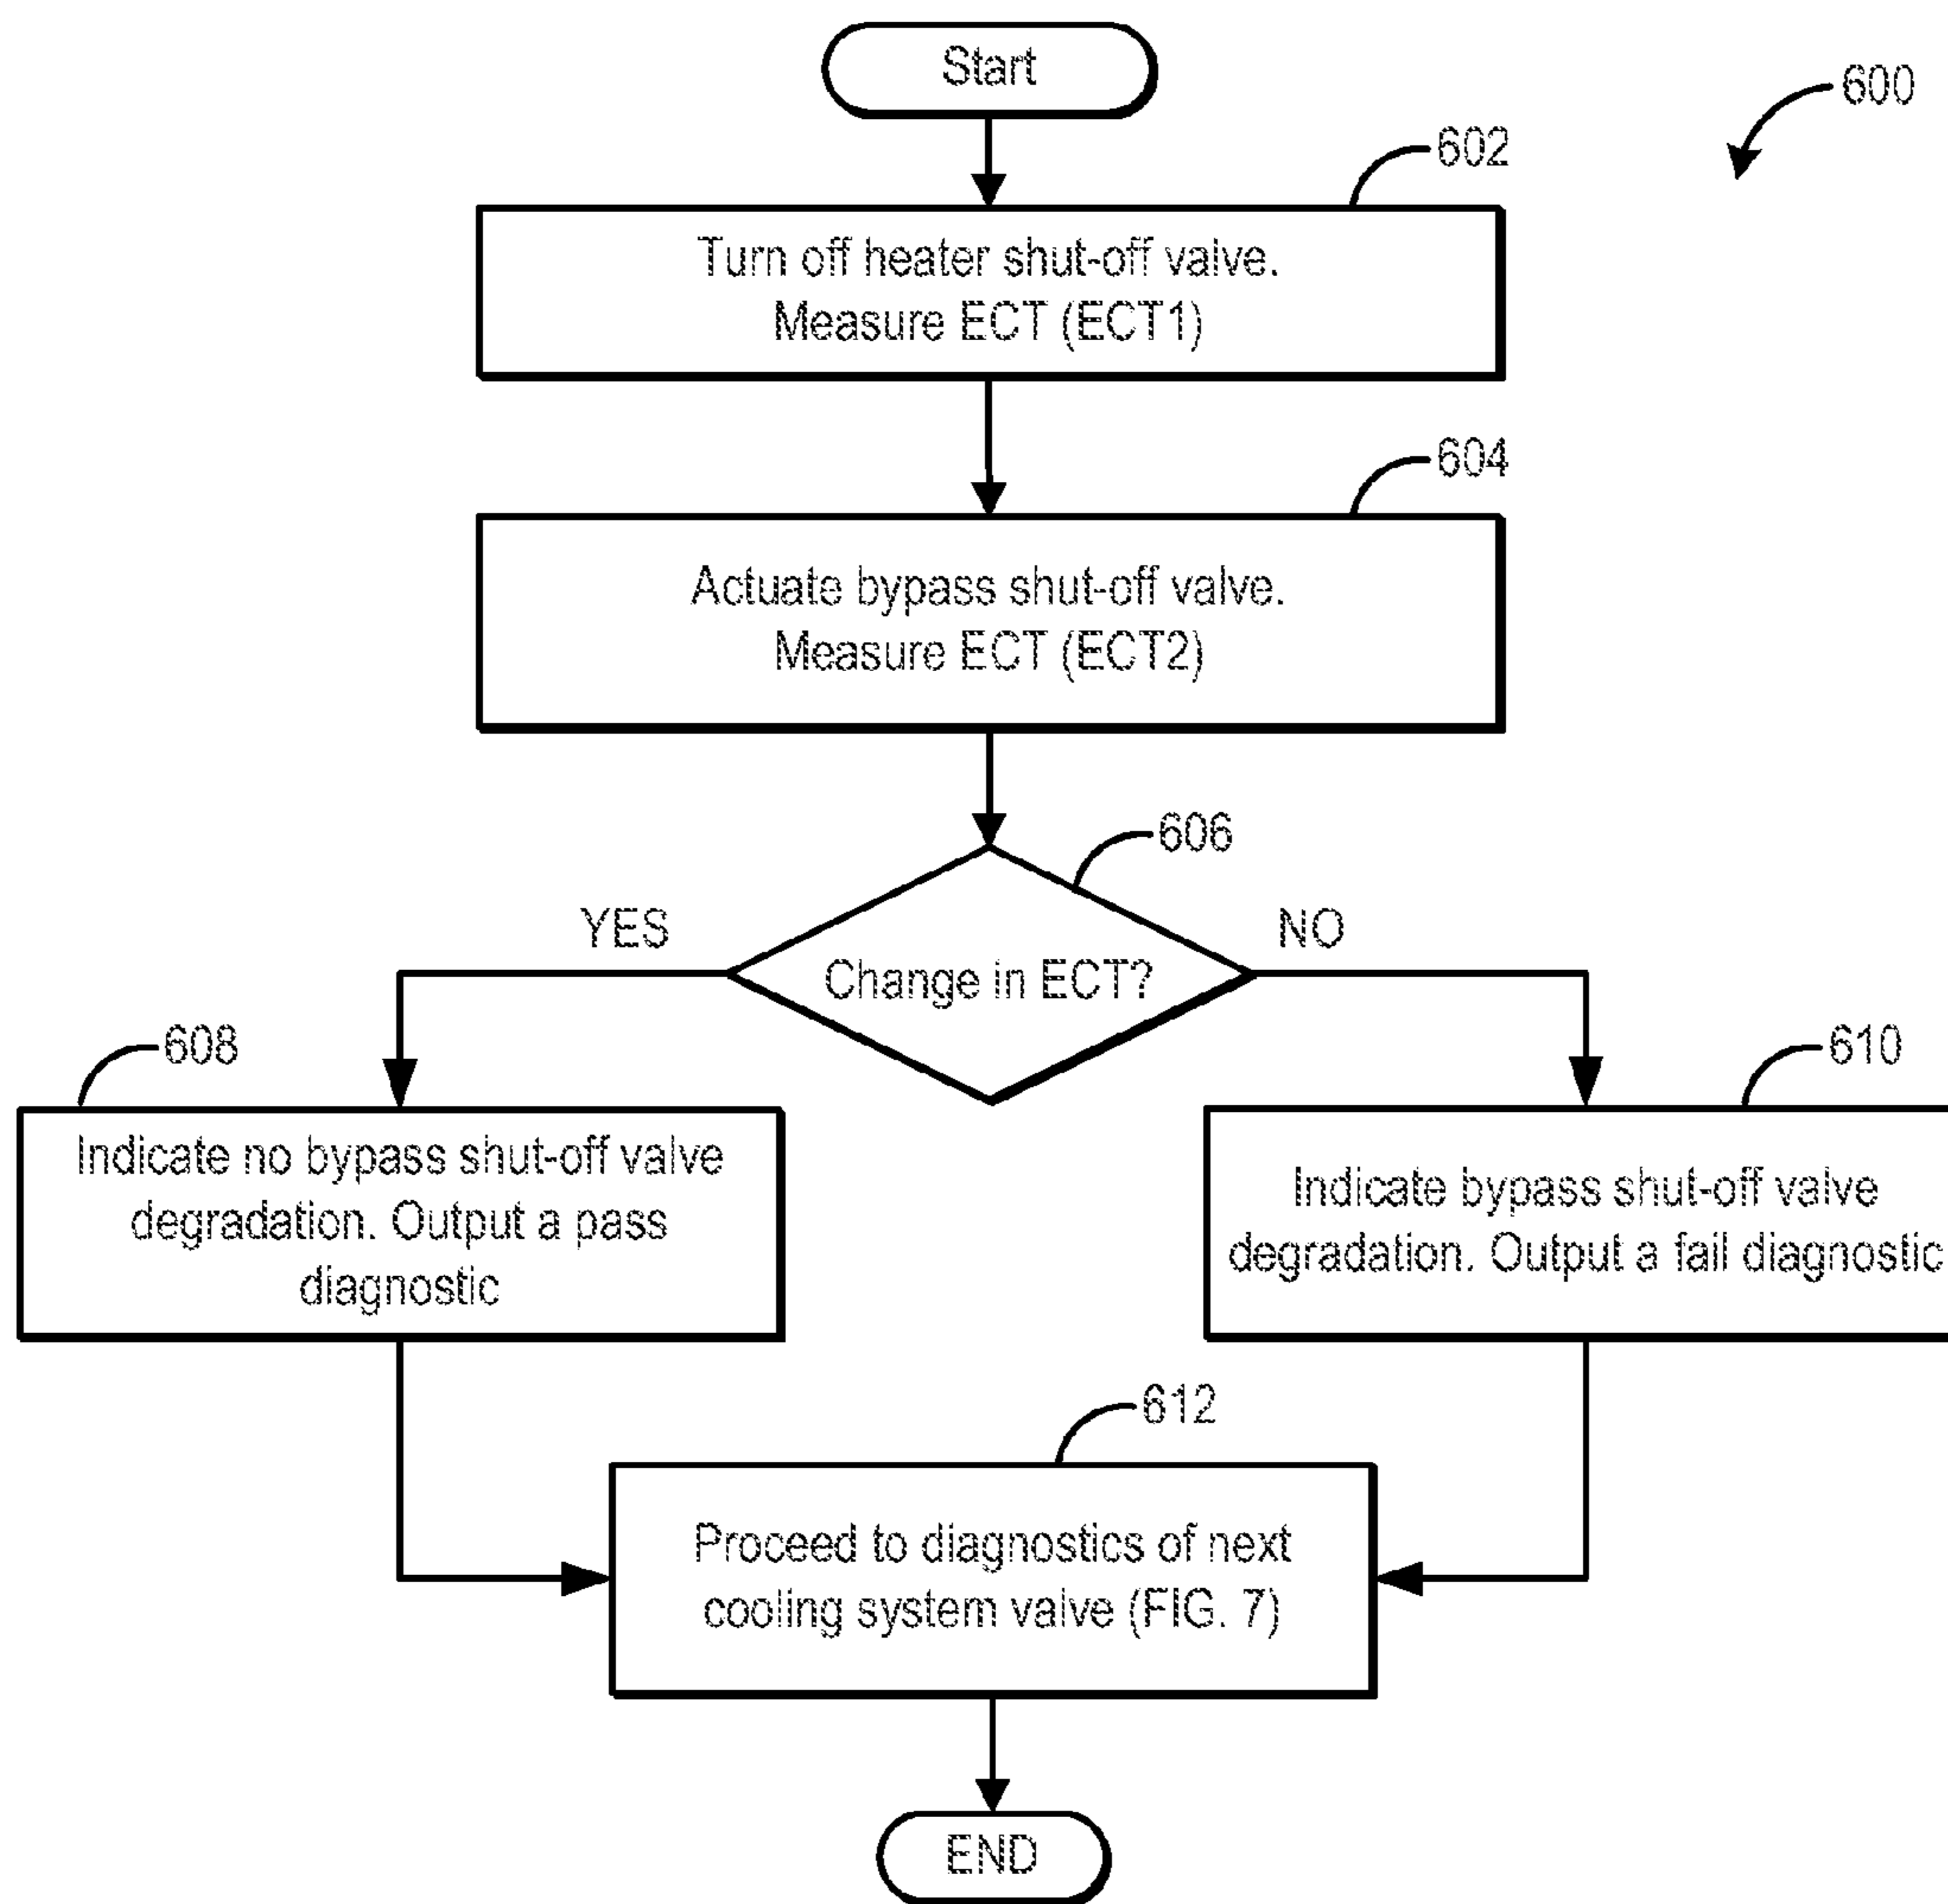 Start
600
602
Turn off heater shut-off valve.
Measure ECT (ECT1)
604
Actuate bypass shut-off valve.
Measure ECT (ECT2)
606
YES
NO
Change in ECT?
608
610
Indicate no bypass shut-off valve
degradation. Output a pass
diagnostic
Indicate bypass shut-off valve
degradation. Output a fail diagnostic
612
Proceed to diagnostics of next
cooling system valve (FIG. 7)
END